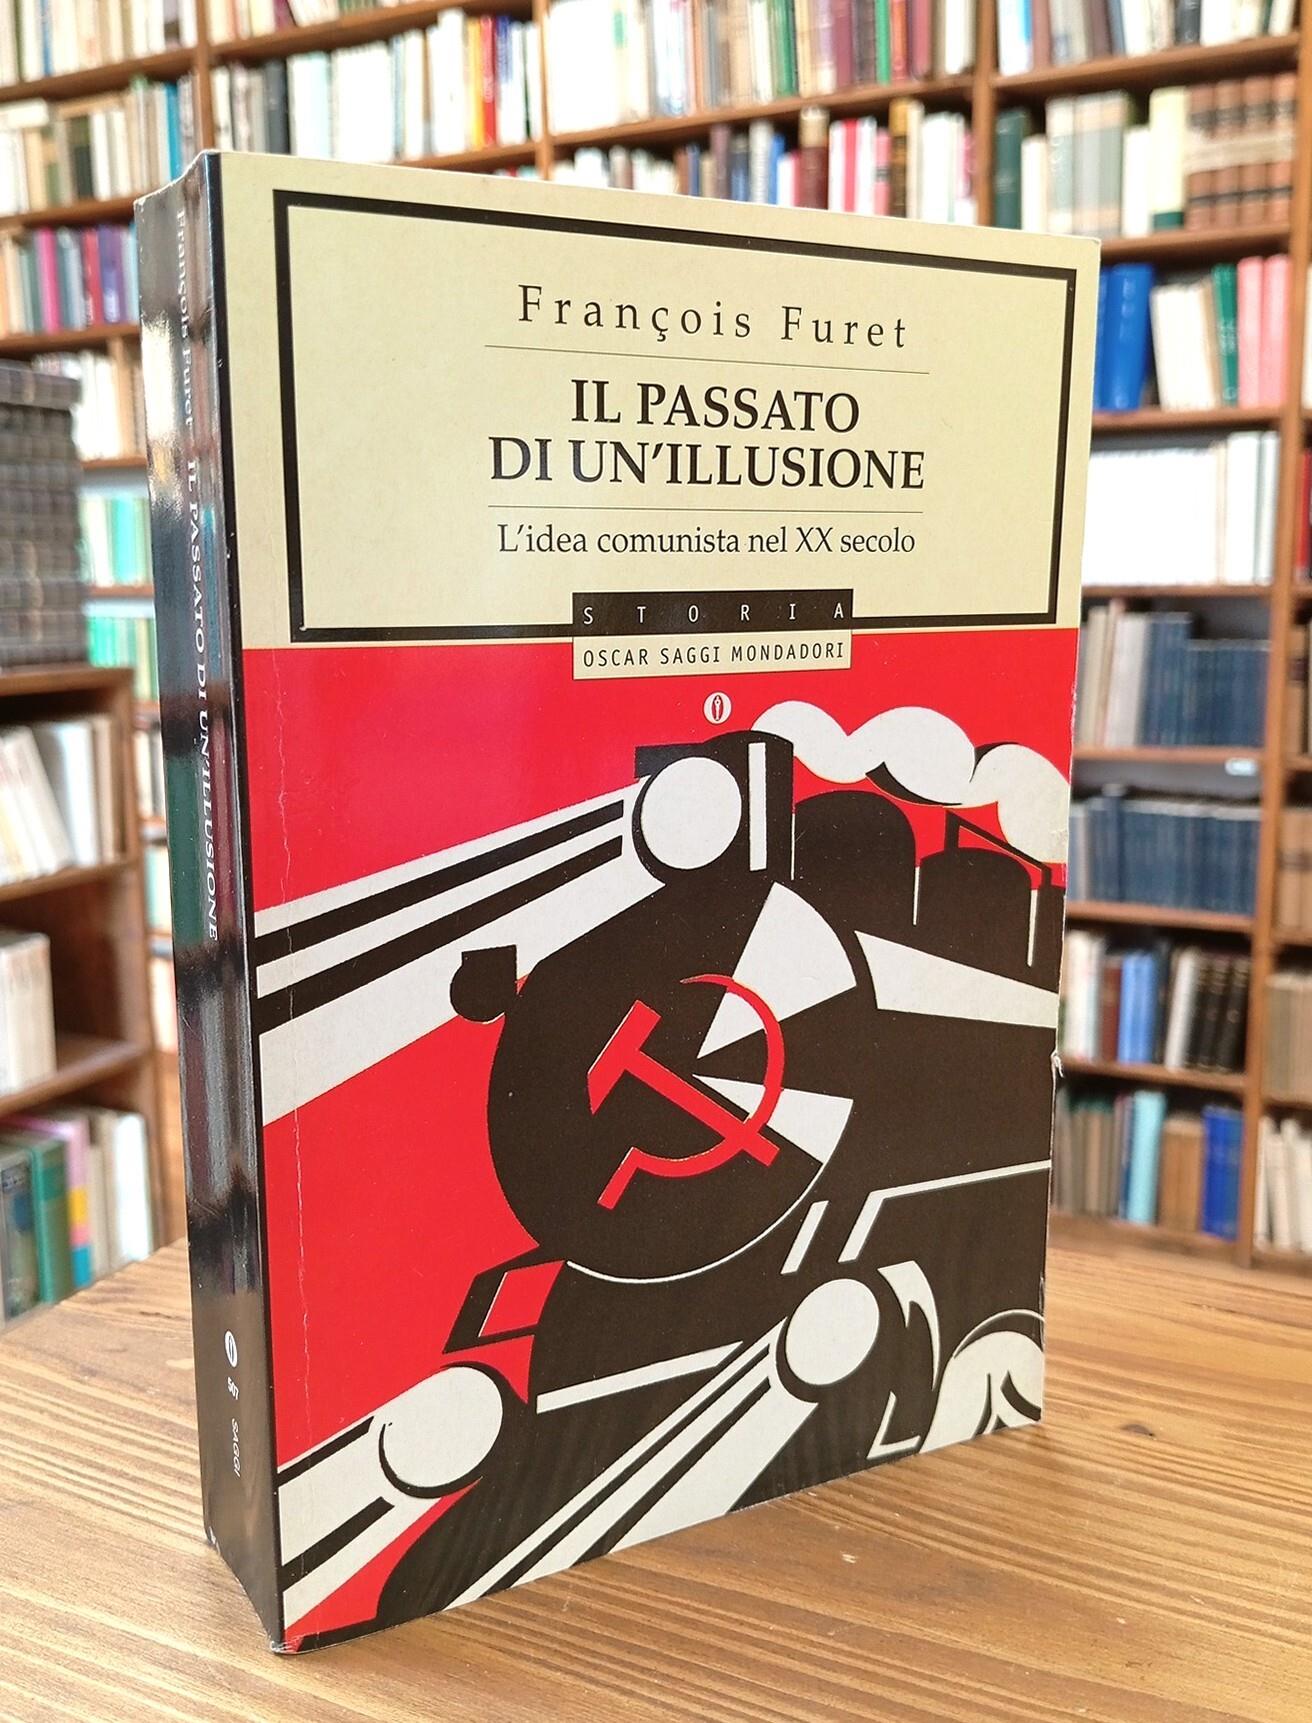 François Furet
IL PASSATO
DI UN'ILLUSIONE
L'idea comunista nel XX secolo
STORIA
OSCAR SAGGI MONDADORI
François Furet IL PASSATO DI UN'ILLUSIONE
567 SAGGI